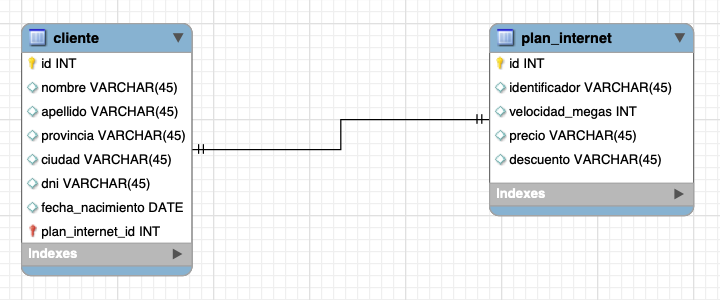 cliente
id INT
nombre VARCHAR(45)
apellido VARCHAR(45)
provincia VARCHAR(45)
ciudad VARCHAR(45)
dni VARCHAR(45)
fecha_nacimiento DATE
plan_internet_id INT
Indexes
plan_internet
id INT
identificador VARCHAR(45)
velocidad_megas INT
precio VARCHAR(45)
descuento VARCHAR(45)
Indexes